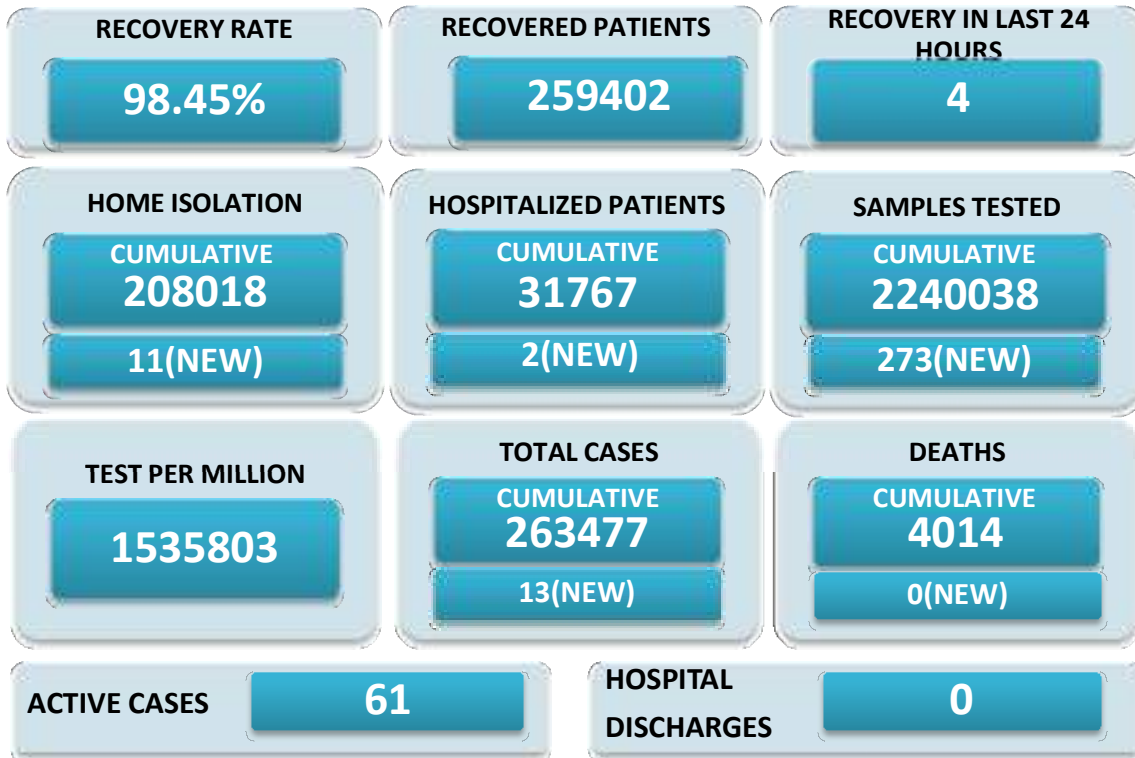 RECOVERY RATE
98.45%
RECOVERED PATIENTS
259402
RECOVERY IN LAST 24
HOURS
4
HOME ISOLATION
CUMULATIVE
208018
11(NEW)
HOSPITALIZED PATIENTS
CUMULATIVE
31767
2(NEW)
SAMPLES TESTED
CUMULATIVE
2240038
273(NEW)
TEST PER MILLION
1535803
TOTAL CASES
CUMULATIVE
263477
13(NEW)
DEATHS
CUMULATIVE
4014
0(NEW)
ACTIVE CASES
61
HOSPITAL
DISCHARGES
0